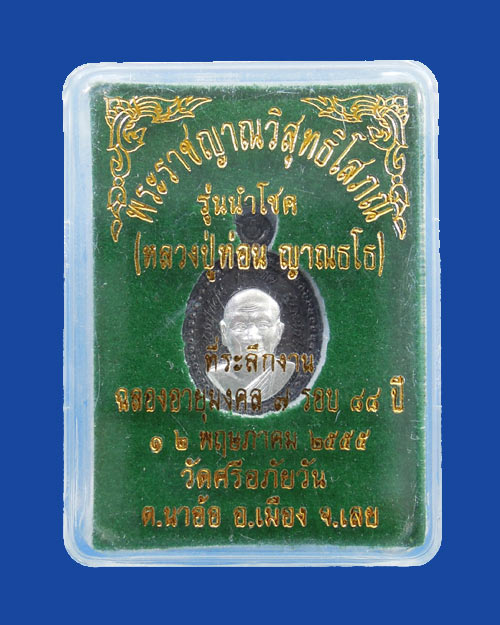 พระราชญาณวิสุทธิโสภณ
รุ่นนำโชค
(หลวงปู่ท่อน ญาณธโร)
ที่ระลึกงาน
ฉลองอายุมงคล ๗ รอบ ๘๔ ปี
๑ ๒ พฤษภาคม ๒๕๕๕
วัดศรีอภัยวัน
ต.นาอ้อ อ.เมือง จ.เลย